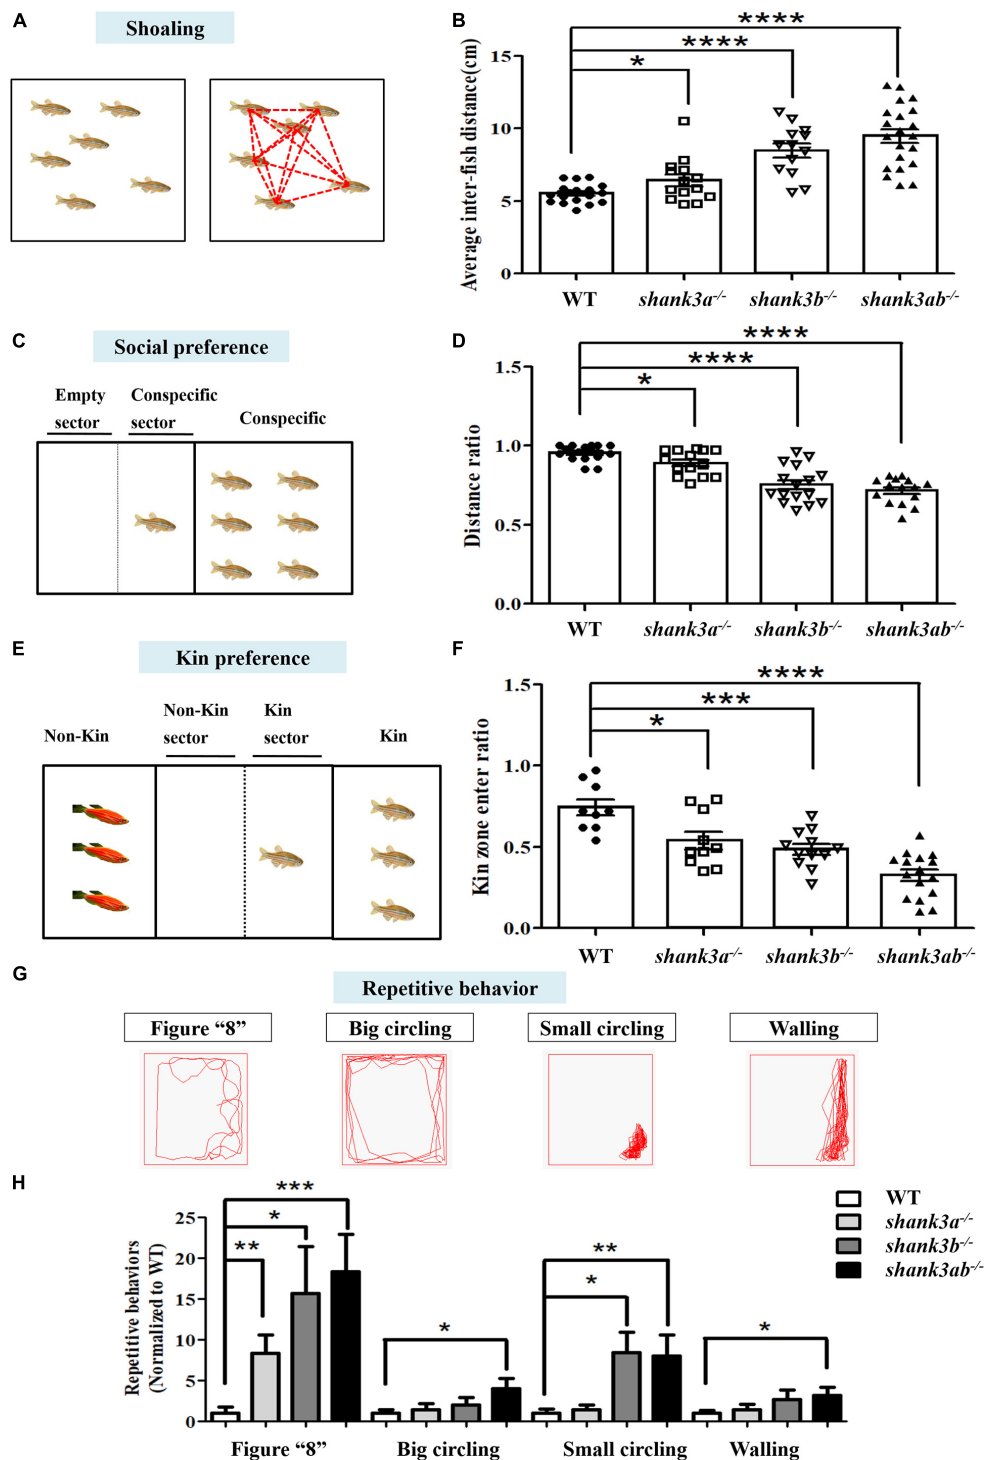 A
Shoaling
B
****
****
*
Average inter-fish distance(cm)
15
10
5
0
WT
shank3a-/-
shank3b-/-
shank3ab-/-
C
Social preference
Empty sector
Conspecific sector
Conspecific
D
****
****
*
Distance ratio
1.5
1.0
0.5
0.0
WT
shank3a-/-
shank3b-/-
shank3ab-/-
E
Kin preference
Non-Kin
Non-Kin sector
Kin sector
Kin
F
****
***
*
Kin zone enter ratio
1.5
1.0
0.5
0.0
WT
shank3a-/-
shank3b-/-
shank3ab-/-
G
Repetitive behavior
Figure “8”
Big circling
Small circling
Walling
H
***
*
**
*
**
*
*
Repetitive behaviors
(Normalized to WT)
25
20
15
10
5
0
Figure “8”
Big circling
Small circling
Walling
WT
shank3a-/-
shank3b-/-
shank3ab-/-